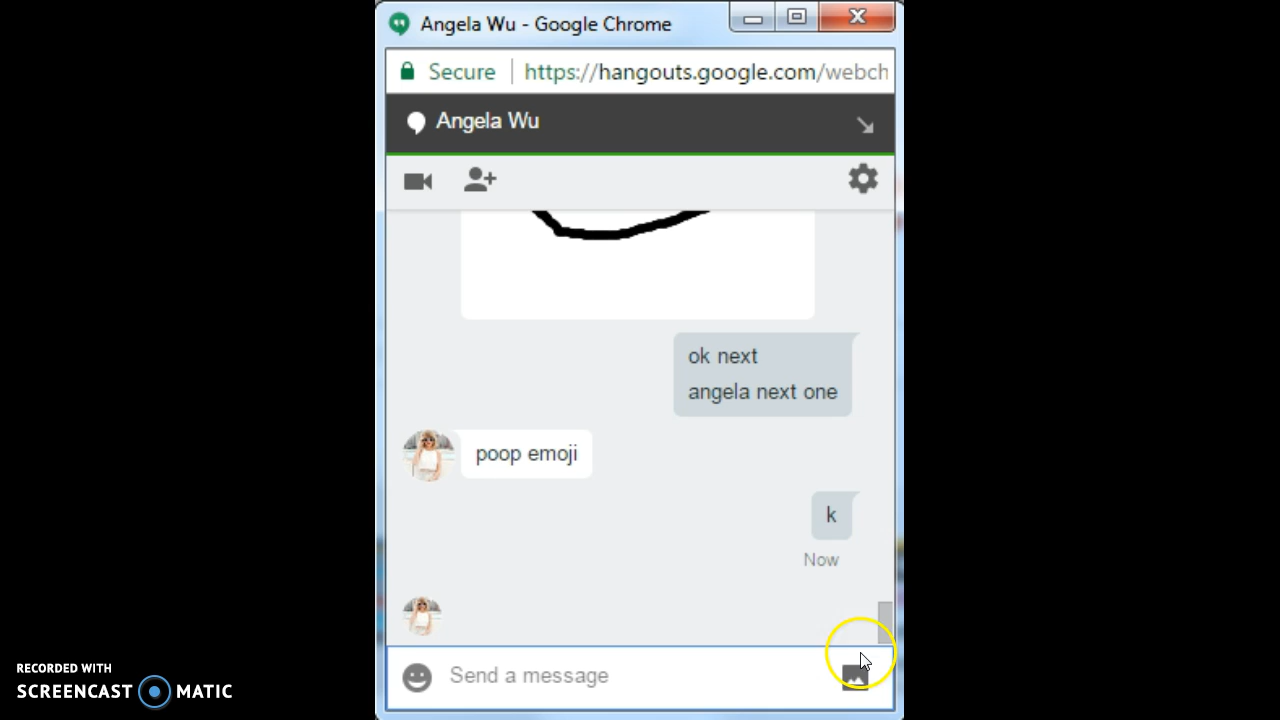 Angela Wu - Google Chrome
Secure https://hangouts.google.com/webch
Angela Wu
ok next
angela next one
poop emoji
k
Now
Send a message
RECORDED WITH
SCREENCAST MATIC